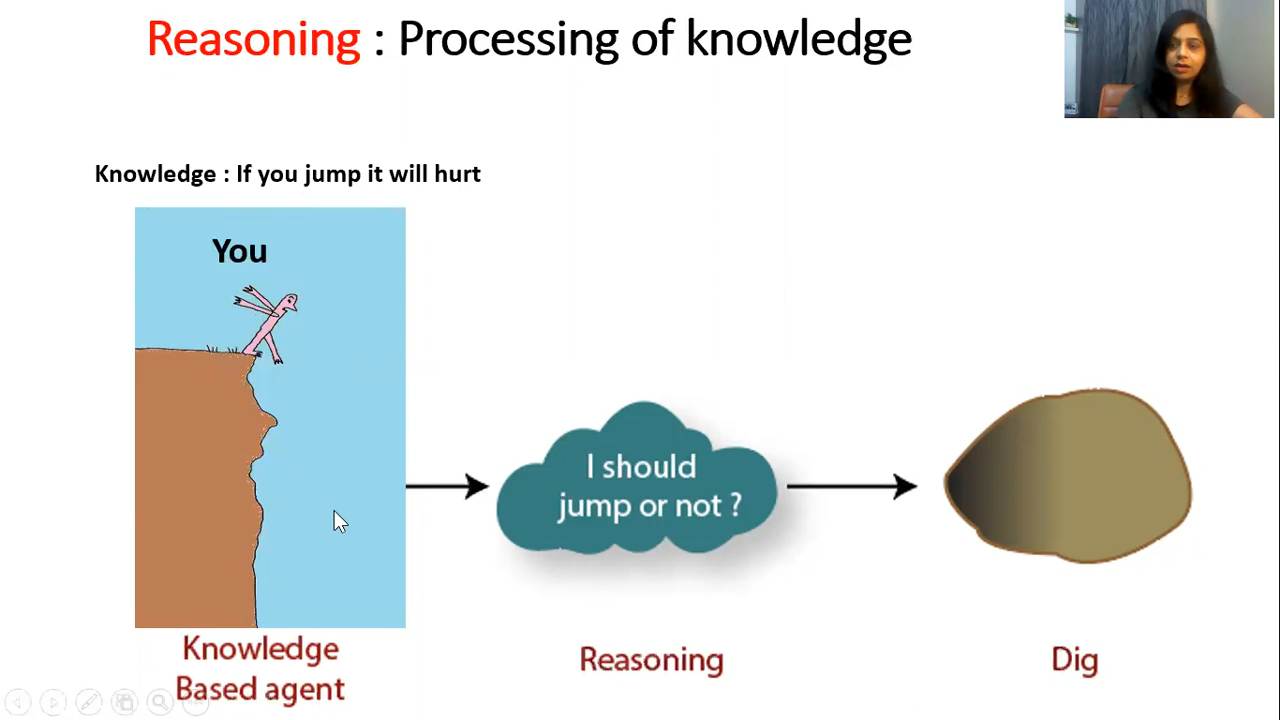 Reasoning : Processing of knowledge
Knowledge : If you jump it will hurt
You
I should
jump or not ?
Knowledge
Based agent
Reasoning
Dig